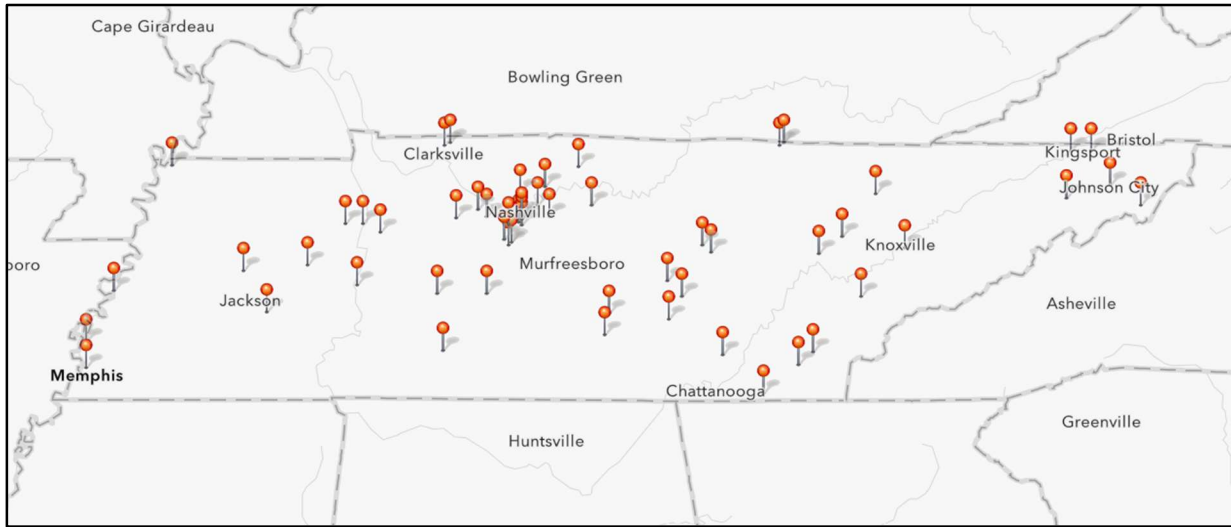 Cape Girardeau
Bowling Green
Clarksville
Bristol
Kingsport
Johnson City
Nashville
Knoxville
Murfreesboro
boro
Jackson
Asheville
Memphis
Chattanooga
Greenville
Huntsville